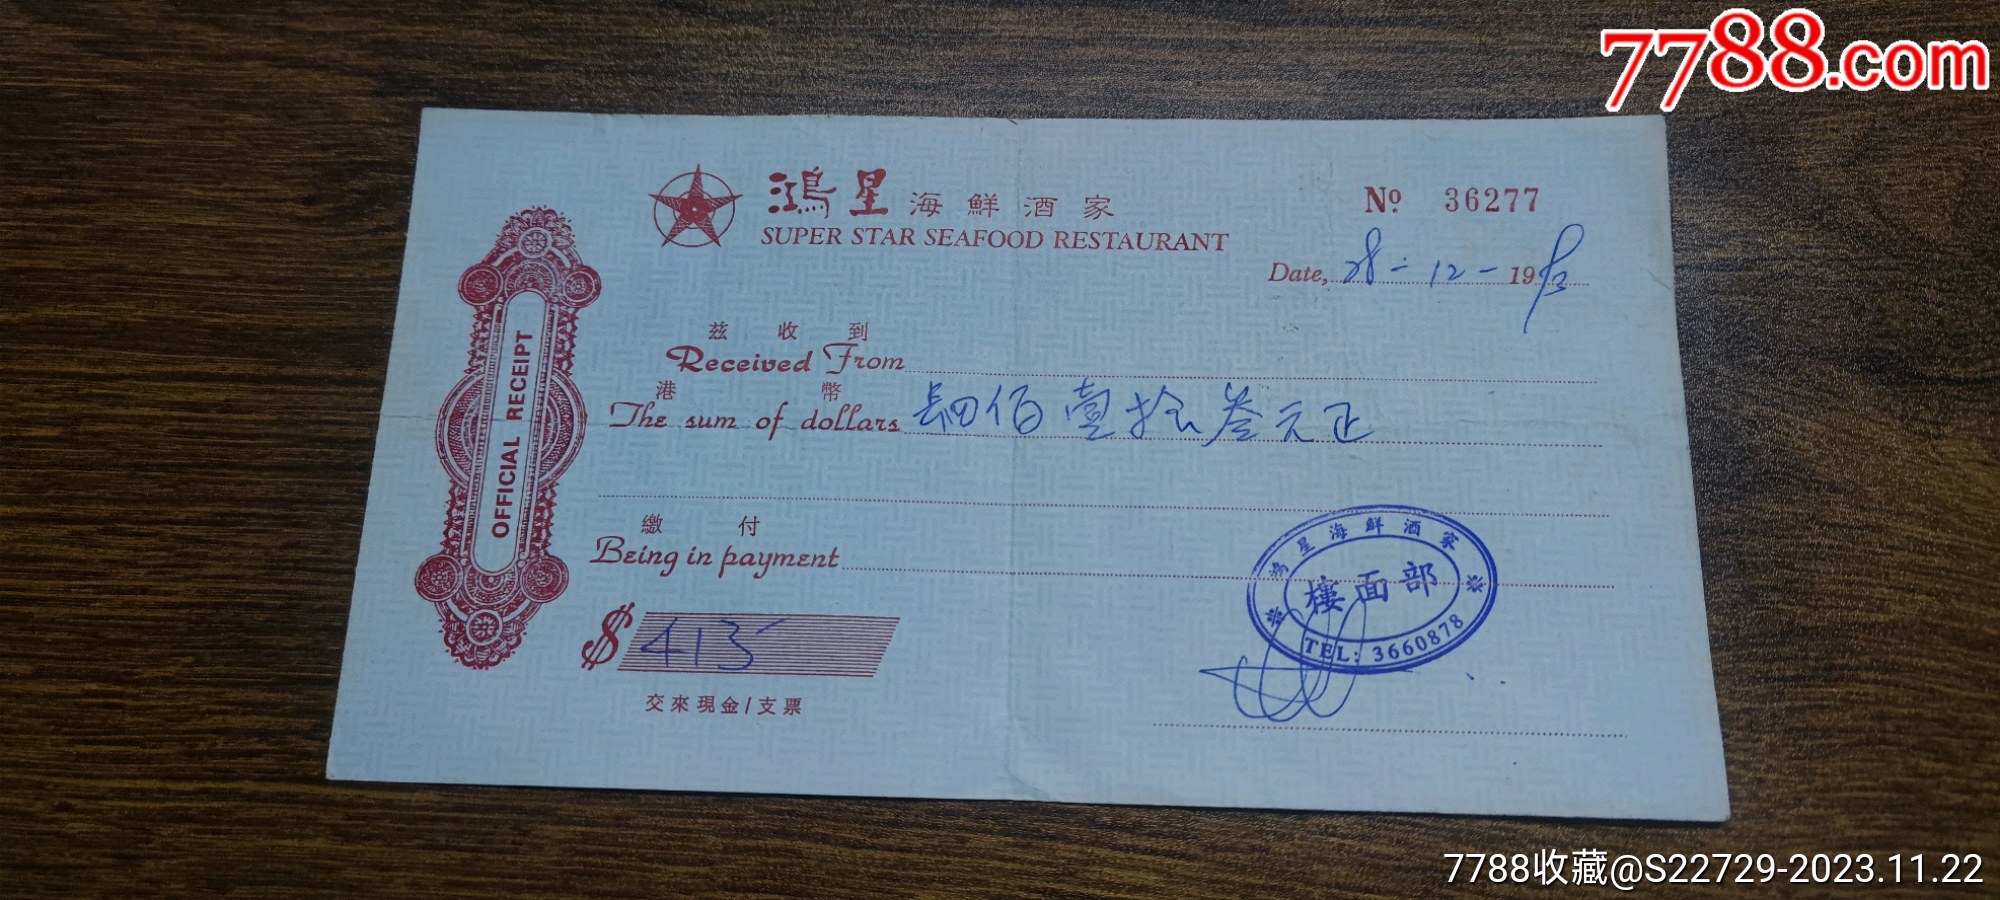 7788.com
鴻星海鮮酒家
SUPER STAR SEAFOOD RESTAURANT
Nº 36277
Date, 28-12-1993
OFFICIAL RECEIPT
茲收到
Received From
港幣
The sum of dollars 肆佰壹拾叁元正
繳付
Being in payment
$ 413
交來現金/支票
鴻星海鮮酒家
樓面部
TEL: 3660878
7788收藏@S22729-2023.11.22